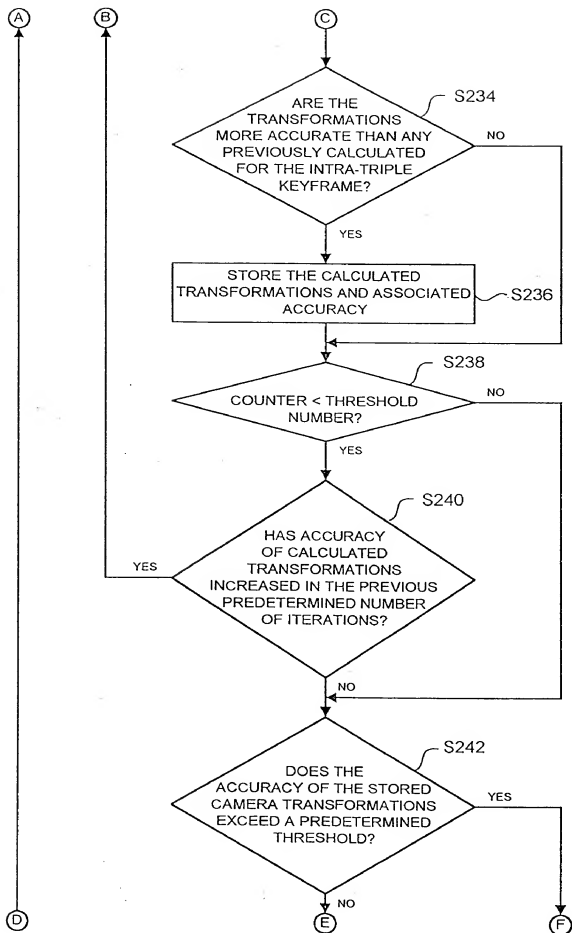 A
B
C
S234
ARE THE
TRANSFORMATIONS
MORE ACCURATE THAN ANY
PREVIOUSLY CALCULATED
FOR THE INTRA-TRIPLE
KEYFRAME?
NO
YES
STORE THE CALCULATED
TRANSFORMATIONS AND ASSOCIATED
ACCURACY
S236
S238
COUNTER < THRESHOLD
NUMBER?
NO
YES
S240
HAS ACCURACY
OF CALCULATED
TRANSFORMATIONS
INCREASED IN THE PREVIOUS
PREDETERMINED NUMBER
OF ITERATIONS?
YES
NO
S242
DOES THE
ACCURACY OF THE STORED
CAMERA TRANSFORMATIONS
EXCEED A PREDETERMINED
THRESHOLD?
YES
NO
D
E
F